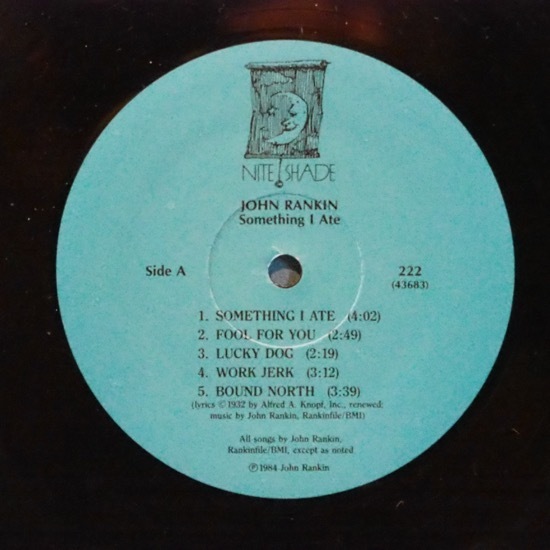 NITE SHADE
JOHN RANKIN
Something I Ate
Side A
222
(43683)
1. SOMETHING I ATE (4:02)
2. FOOL FOR YOU (2:49)
3. LUCKY DOG (2:19)
4. WORK JERK (3:12)
5. BOUND NORTH (3:39)
(lyrics © 1932 by Alfred A. Knopf, Inc., renewed;
music by John Rankin, Rankinfile/BMI)
All songs by John Rankin,
Rankinfile/BMI, except as noted
℗ 1984 John Rankin